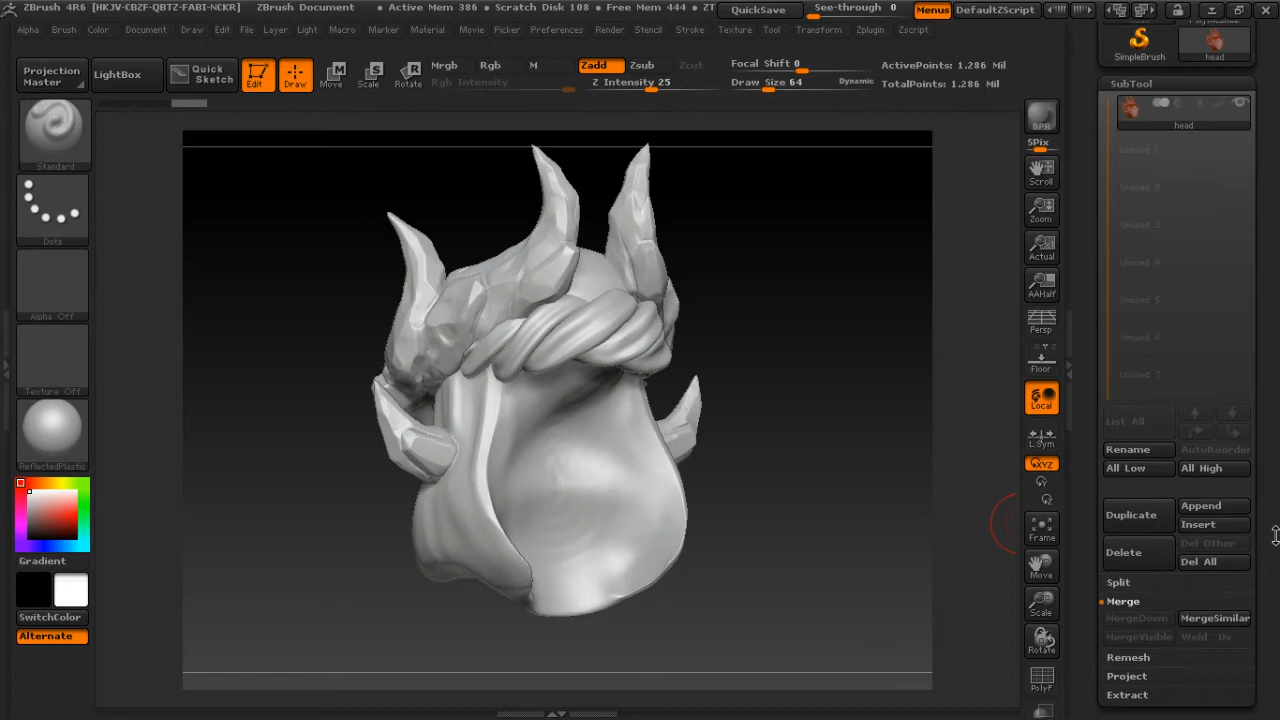 ZBrush 4R6 [HKJV-CBZF-QBTZ-FABI-NCKR] ZBrush Document • Active Mem 386 • Scratch Disk 108 • Free Mem 444 • ZT QuickSave See-through 0 Menus DefaultZScript
Alpha Brush Color Document Draw Edit File Layer Light Macro Marker Material Movie Picker Preferences Render Stencil Stroke Texture Tool Transform Zplugin Zscript
Projection Master
LightBox
Quick Sketch
Edit
Draw
Move
Scale
Rotate
Mrgb Rgb M
Rgb Intensity
Zadd Zsub Zcut
Z Intensity 25
Focal Shift 0
Draw Size 64 Dynamic
ActivePoints: 1.286 Mil
TotalPoints: 1.286 Mil
Standard
Dots
Alpha Off
Texture Off
ReflectedPlastic
Gradient
SwitchColor
Alternate
BPR
SPix
Scroll
Zoom
Actual
AAHalf
Persp
Floor
Local
L.Sym
XYZ
Frame
Move
Scale
Rotate
PolyF
SimpleBrush
head
SubTool
head
Unused 1
Unused 2
Unused 3
Unused 4
Unused 5
Unused 6
Unused 7
List All
Rename AutoReorder
All Low All High
Duplicate
Append
Insert
Delete
Del Other
Del All
Split
Merge
MergeDown MergeSimilar
MergeVisible Weld Uv
Remesh
Project
Extract